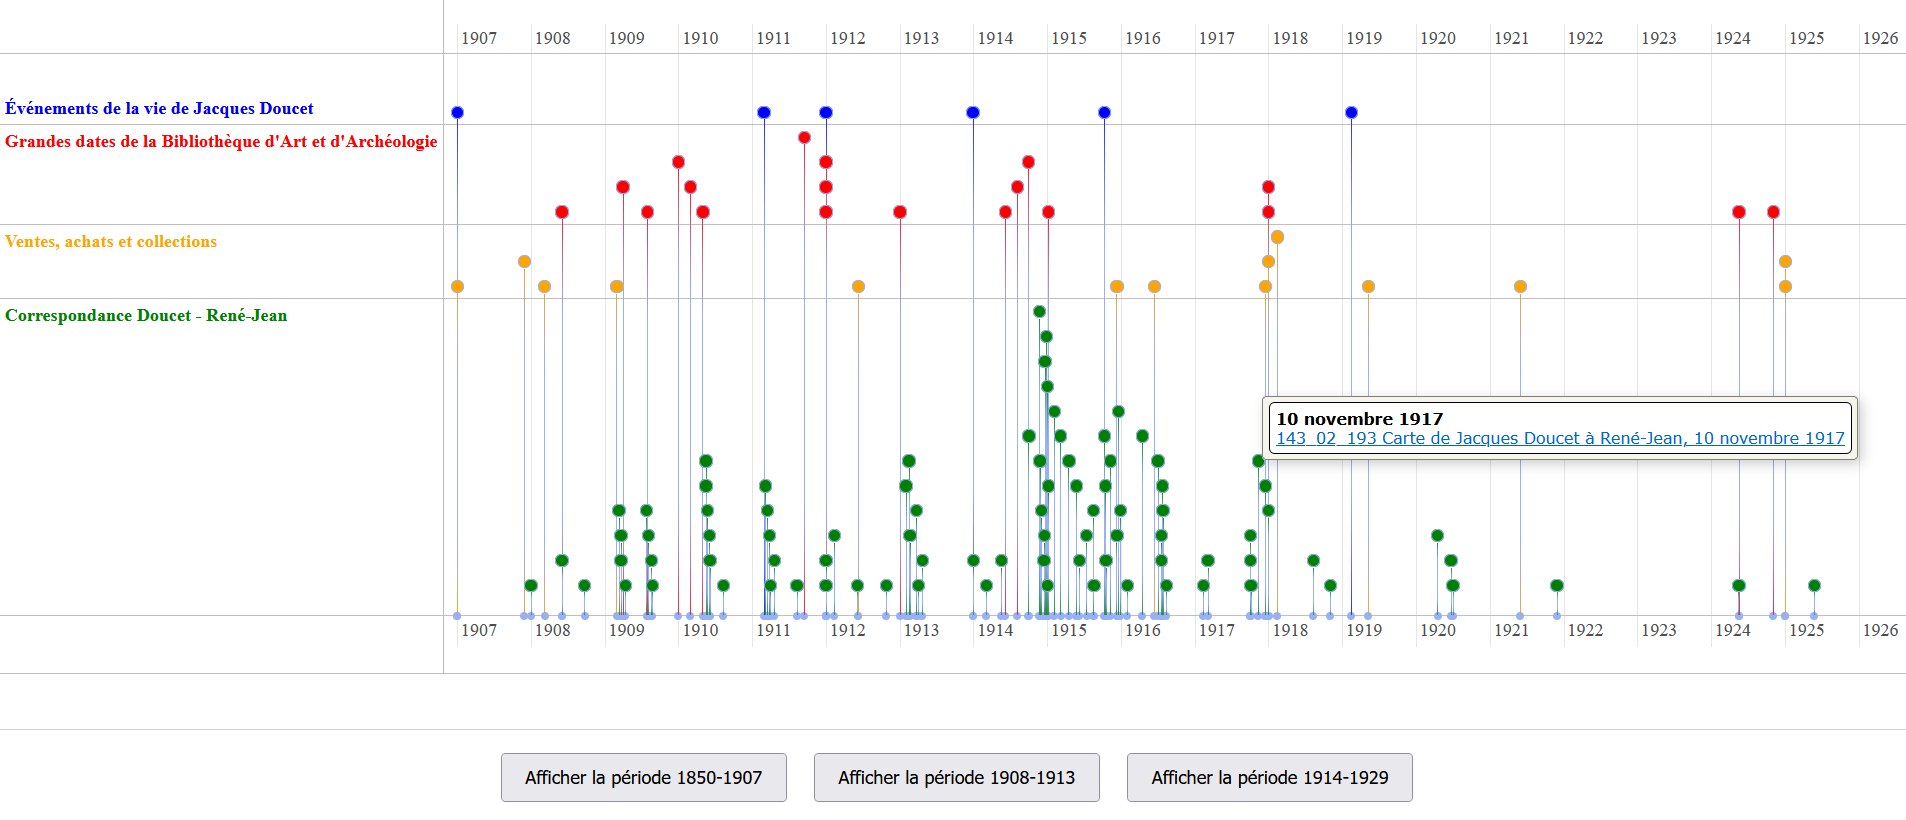 1907 1908 1909 1910 1911 1912 1913 1914 1915 1916 1917 1918 1919 1920 1921 1922 1923 1924 1925 1926
Événements de la vie de Jacques Doucet
Grandes dates de la Bibliothèque d'Art et d'Archéologie
Ventes, achats et collections
Correspondance Doucet - René-Jean
10 novembre 1917
143_02_193 Carte de Jacques Doucet à René-Jean, 10 novembre 1917
1907 1908 1909 1910 1911 1912 1913 1914 1915 1916 1917 1918 1919 1920 1921 1922 1923 1924 1925 1926
Afficher la période 1850-1907 Afficher la période 1908-1913 Afficher la période 1914-1929